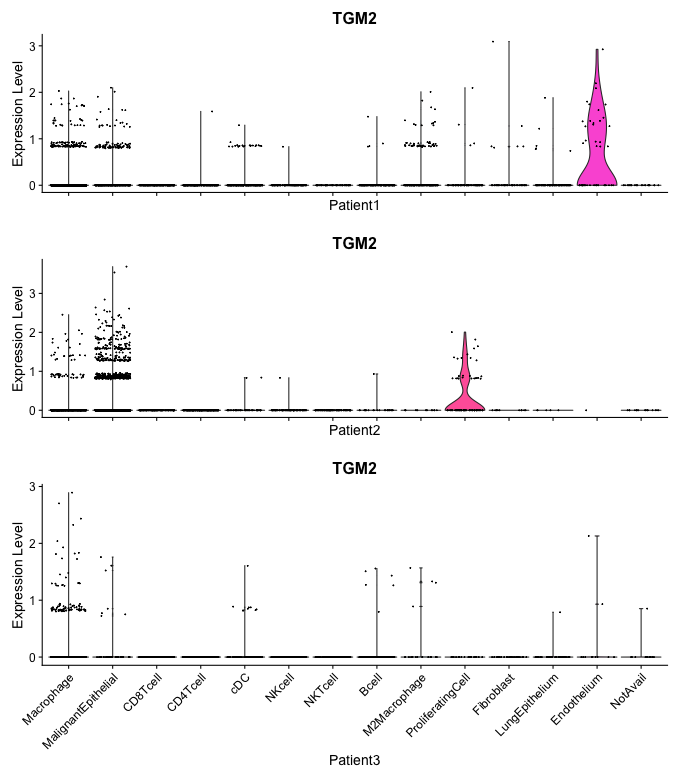 TGM2
Expression Level
3
2
1
0
Patient1
TGM2
Expression Level
3
2
1
0
Patient2
TGM2
Expression Level
3
2
1
0
Macrophage
MalignantEpithelial
CD8Tcell
CD4Tcell
cDC
NKcell
NKTcell
Bcell
M2Macrophage
ProliferatingCell
Fibroblast
LungEpithelium
Endothelium
NotAvail
Patient3